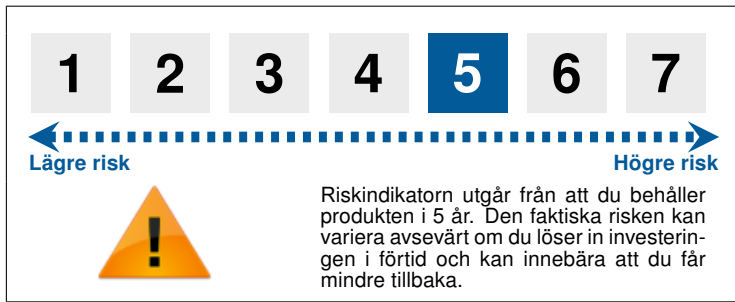 1 2 3 4 5 6 7
Lägre risk Högre risk
Riskindikatorn utgår från att du behåller
produkten i 5 år. Den faktiska risken kan
variera avsevärt om du löser in investerin-
gen i förtid och kan innebära att du får
mindre tillbaka.